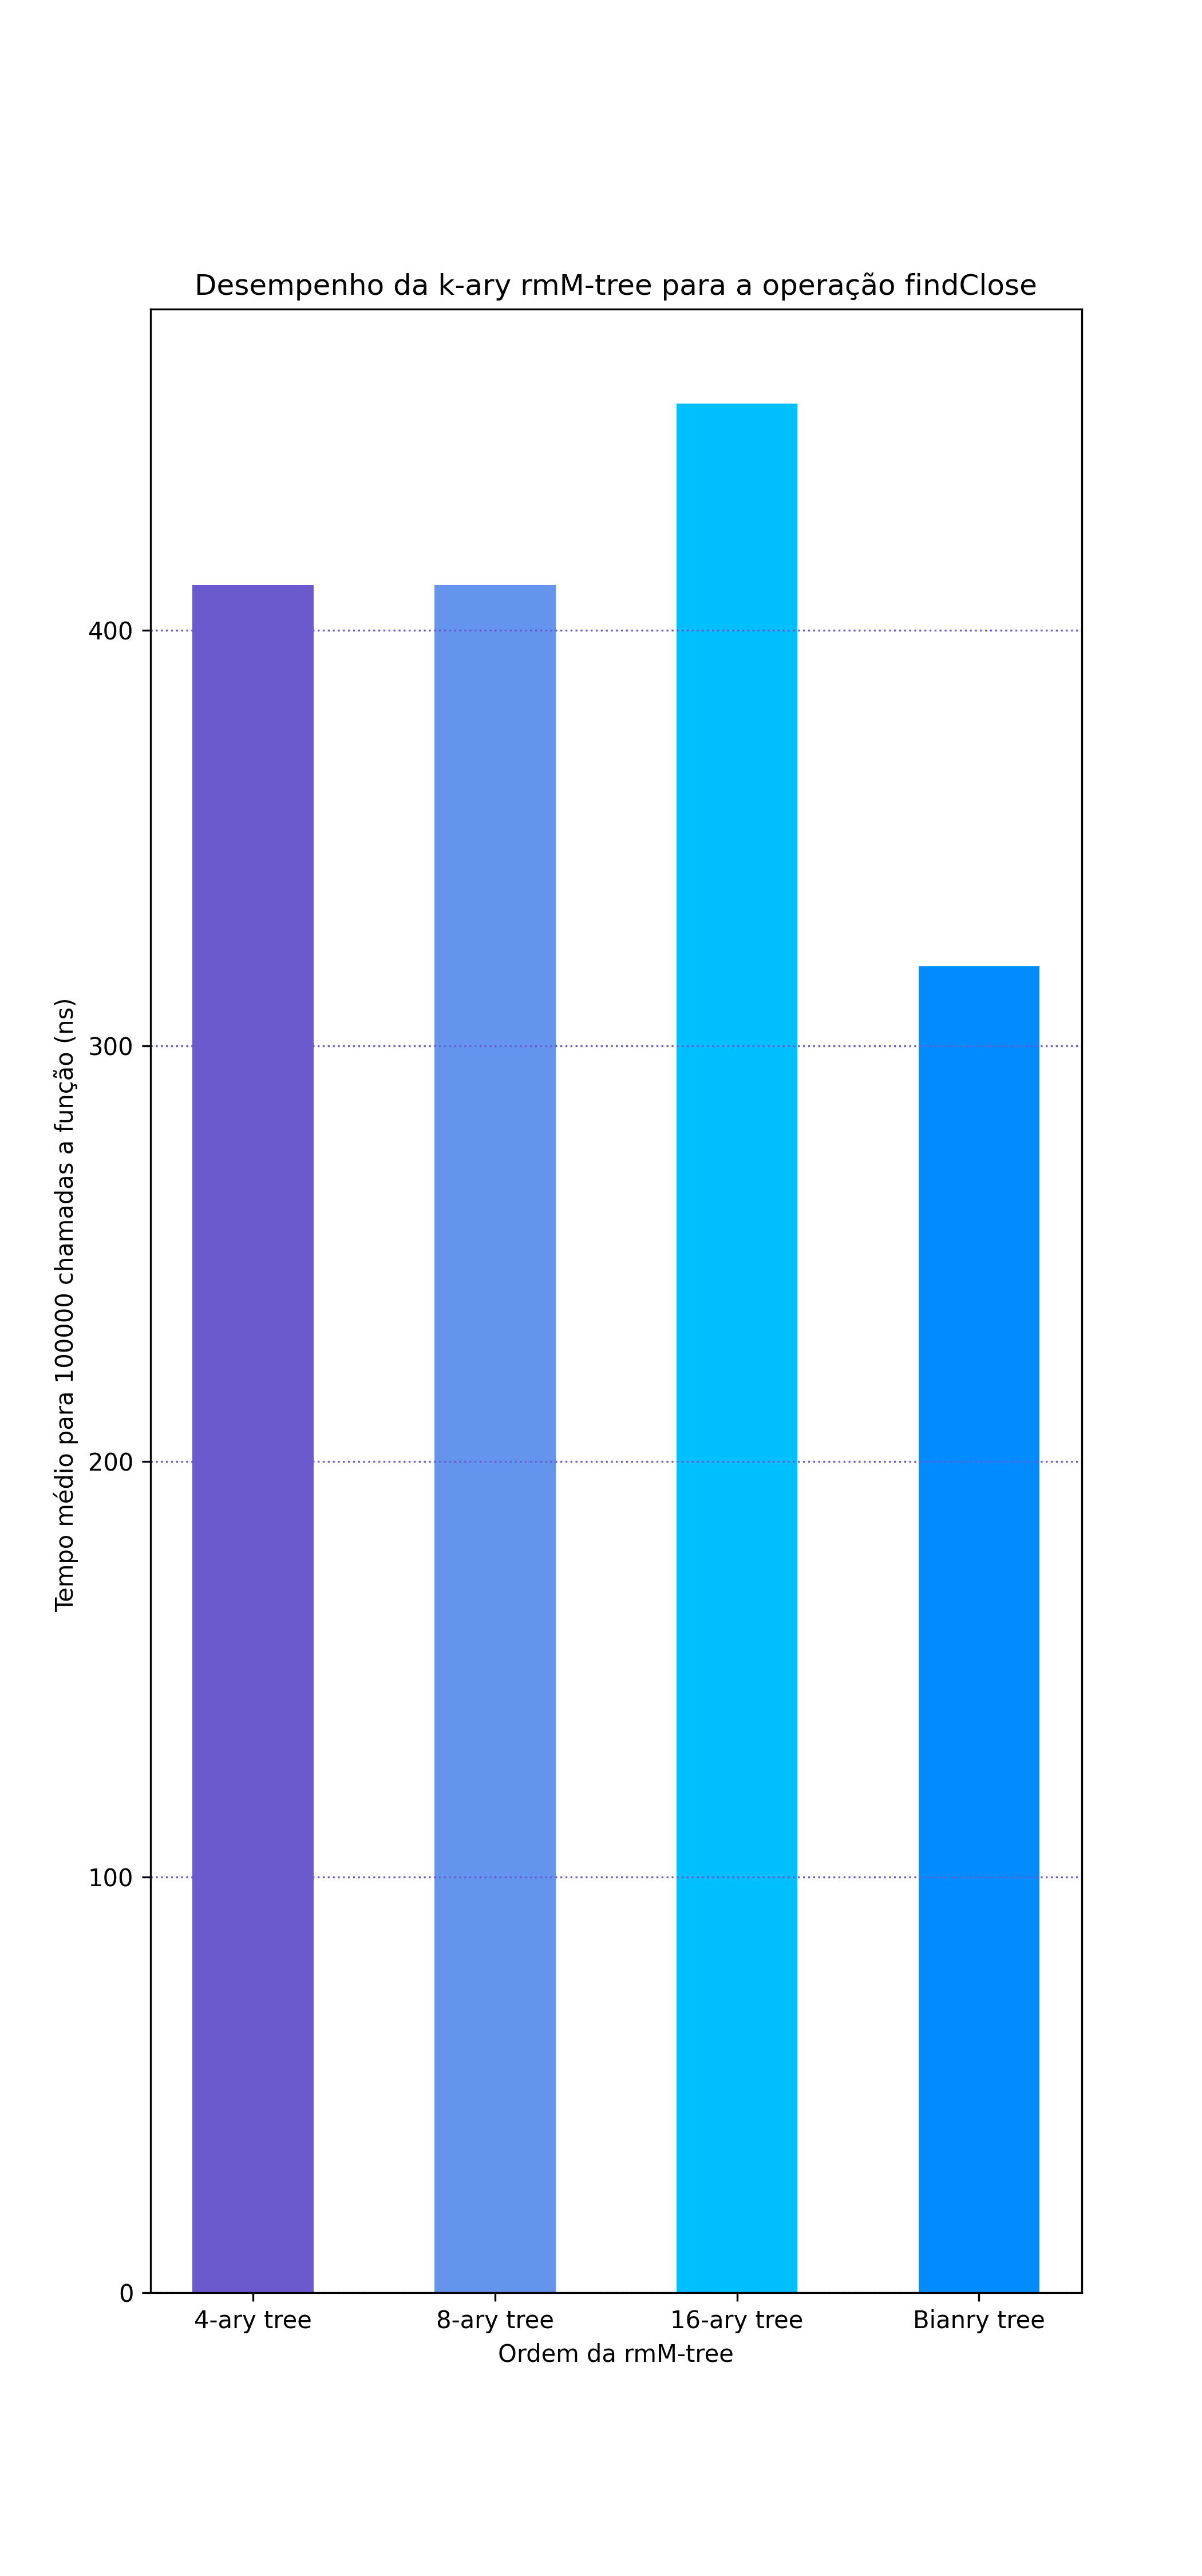 Desempenho da k-ary rmM-tree para a operação findClose
Tempo médio para 100000 chamadas a função (ns)
400
300
200
100
0
4-ary tree
8-ary tree
16-ary tree
Bianry tree
Ordem da rmM-tree